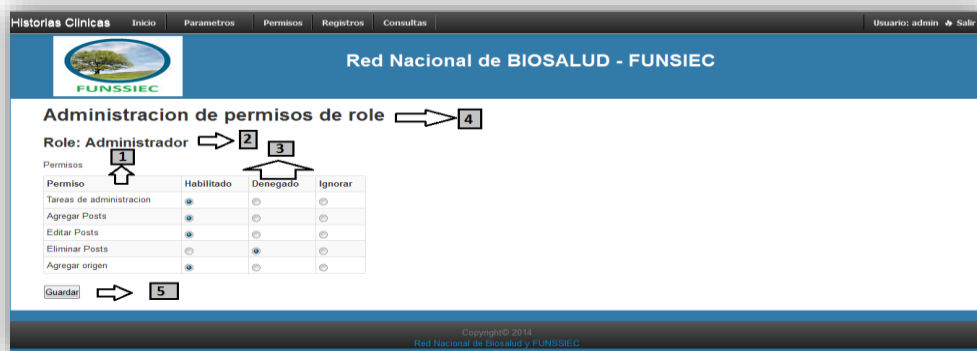 Historias Clinicas Inicio Parametros Permisos Registros Consultas Usuario: admin Salir
FUNSSIEC
Red Nacional de BIOSALUD - FUNSIEC
Administracion de permisos de role 4
Role: Administrador 2
3
1
Permisos
Permiso Habilitado Denegado Ignorar
Tareas de administracion
Agregar Posts
Editar Posts
Eliminar Posts
Agregar origen
Guardar 5
Copyright© 2014
Red Nacional de Biosalud y FUNSSIEC